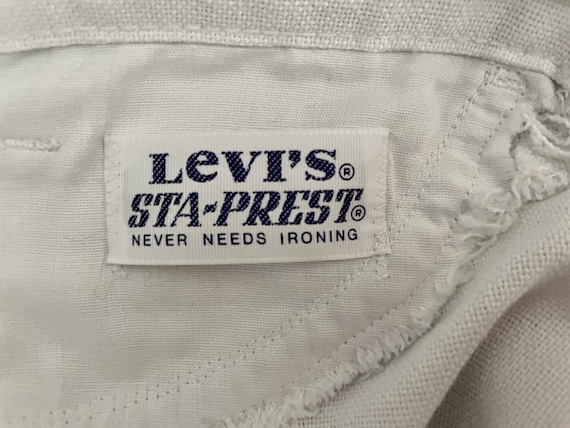 Levi's®
STA-PREST®
NEVER NEEDS IRONING